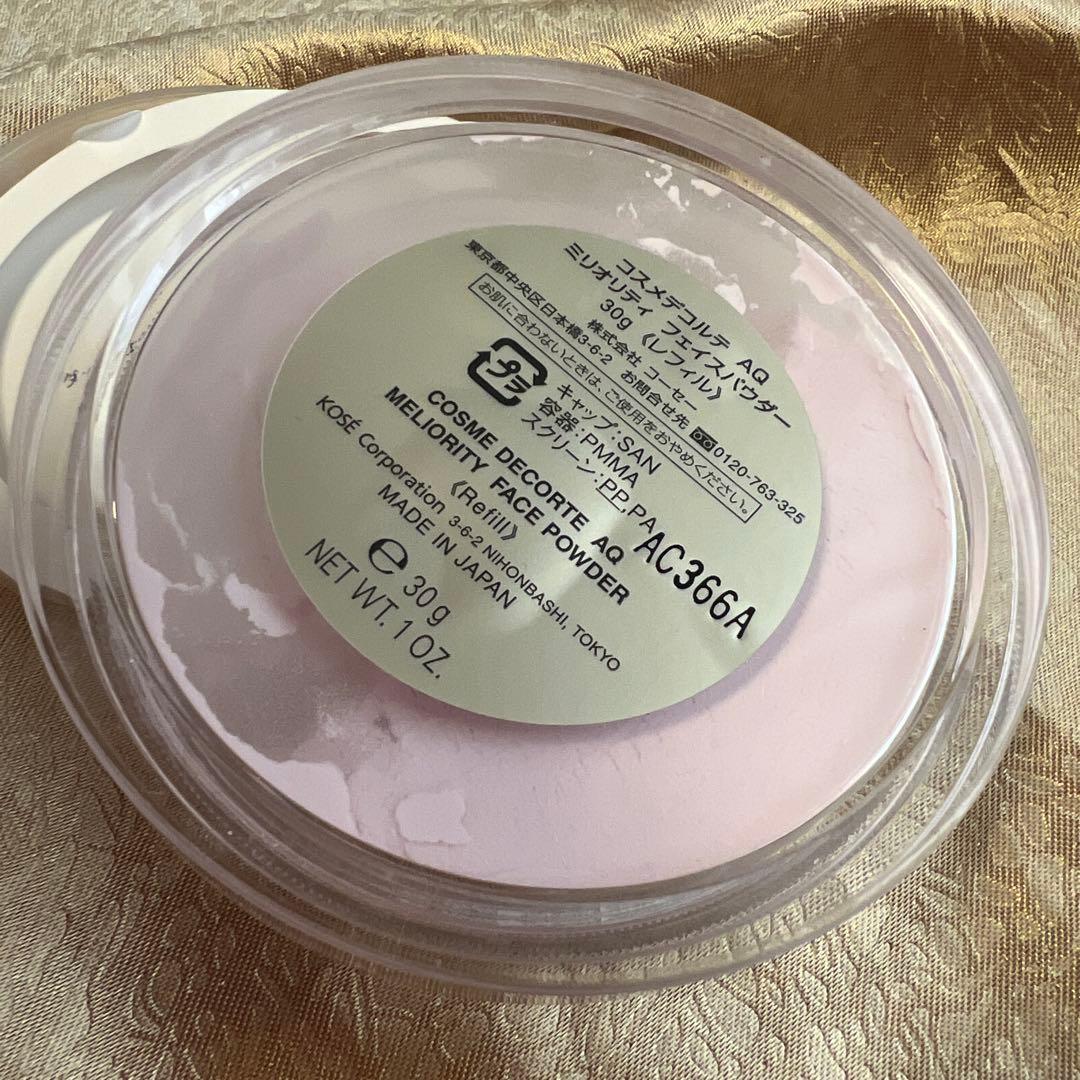 コスメデコルテ AQ
ミリオリティ フェイスパウダー
30g 《レフィル》
株式会社 コーセー
東京都中央区日本橋3-6-2 お問合せ先 0120-763-325
お肌に合わないときは、ご使用をおやめください。
プラ
キャップ:SAN
容器:PMMA
スクリーン:PP,PA
AC366A
COSME DECORTE AQ
MELIORITY FACE POWDER
《Refill》
KOSÉ Corporation 3-6-2 NIHONBASHI, TOKYO
MADE IN JAPAN
e 30g
NET WT. 1 OZ.